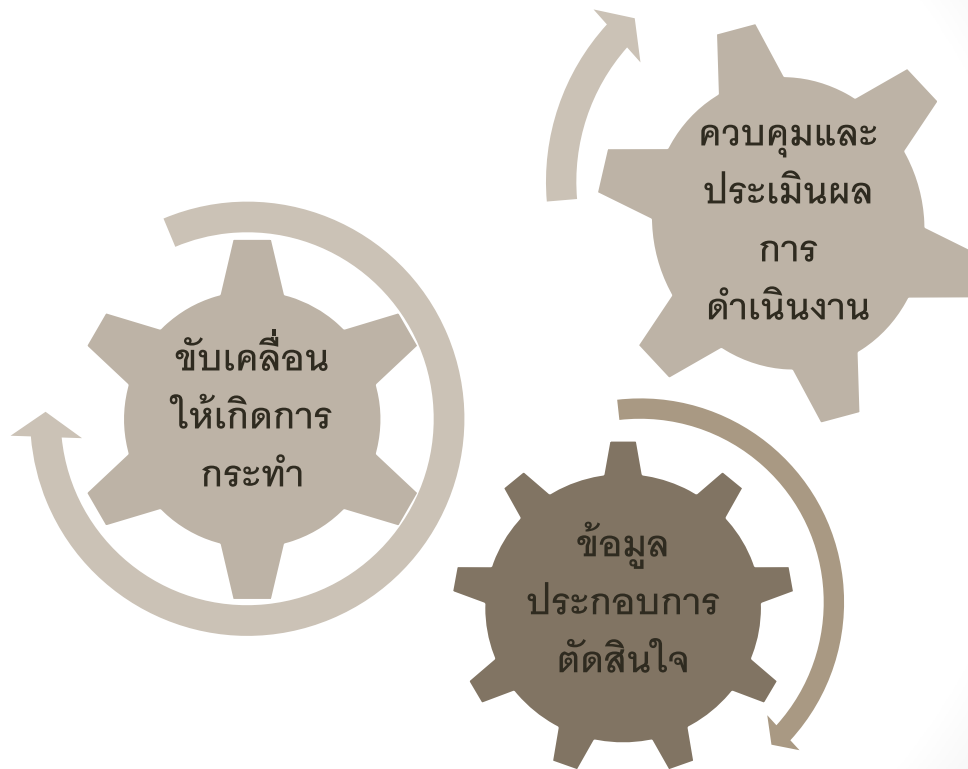 ควบคุมและ
ประเมินผล
การ
ดำเนินงาน
ขับเคลื่อน
ให้เกิดการ
กระทำ
ข้อมูล
ประกอบการ
ตัดสินใจ